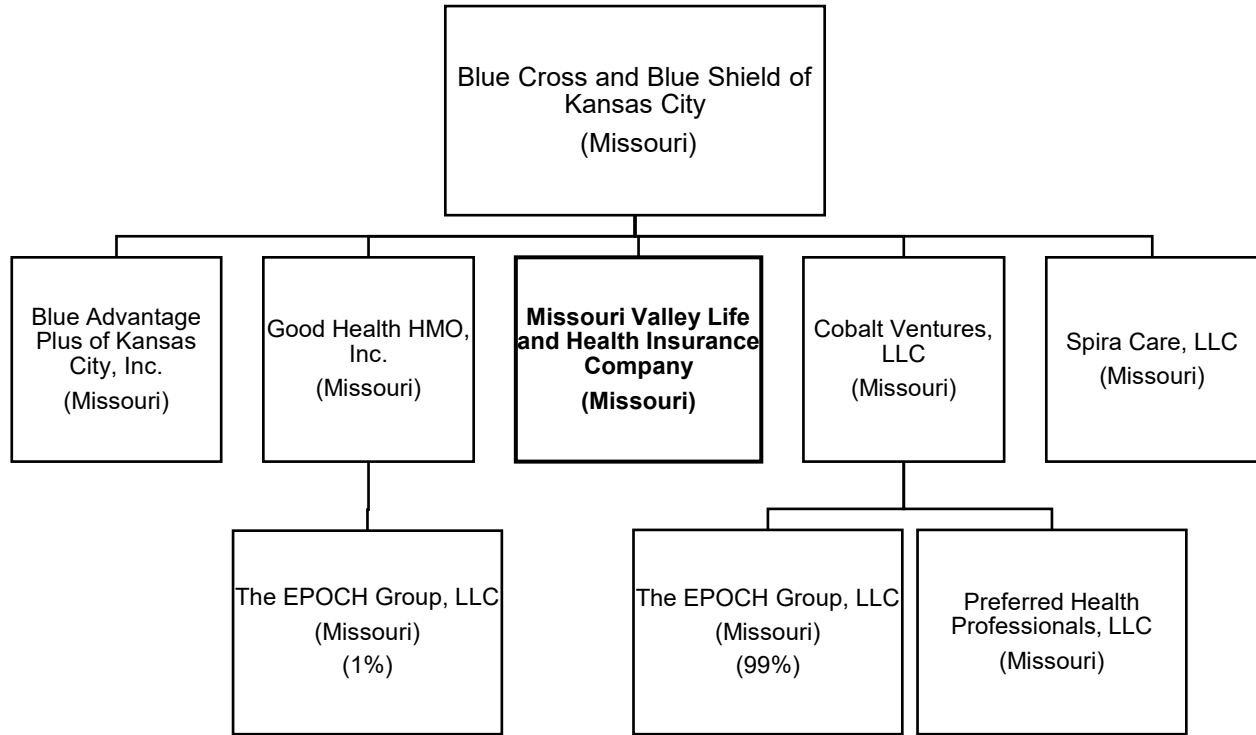 Blue Cross and Blue Shield of
Kansas City
(Missouri)
Blue Advantage
Plus of Kansas
City, Inc.
(Missouri)
Good Health HMO,
Inc.
(Missouri)
Missouri Valley Life
and Health Insurance
Company
(Missouri)
Cobalt Ventures,
LLC
(Missouri)
Spira Care, LLC
(Missouri)
The EPOCH Group, LLC
(Missouri)
(1%)
The EPOCH Group, LLC
(Missouri)
(99%)
Preferred Health
Professionals, LLC
(Missouri)